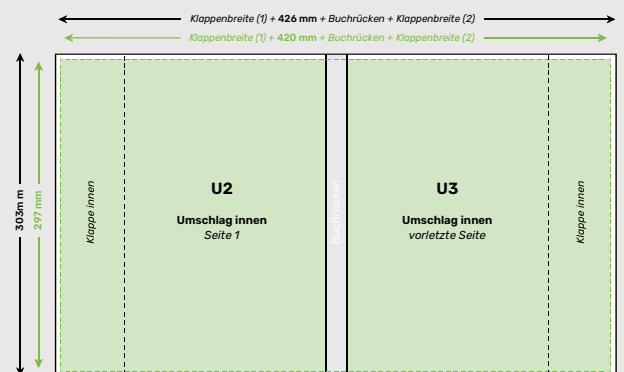 Klappenbreite (1) + 426 mm + Buchrücken + Klappenbreite (2)
Klappenbreite (1) + 420 mm + Buchrücken + Klappenbreite (2)
303m m
297 mm
Klappe innen
U2
Umschlag innen
Seite 1
Buchrücken
U3
Umschlag innen
vorletzte Seite
Klappe innen